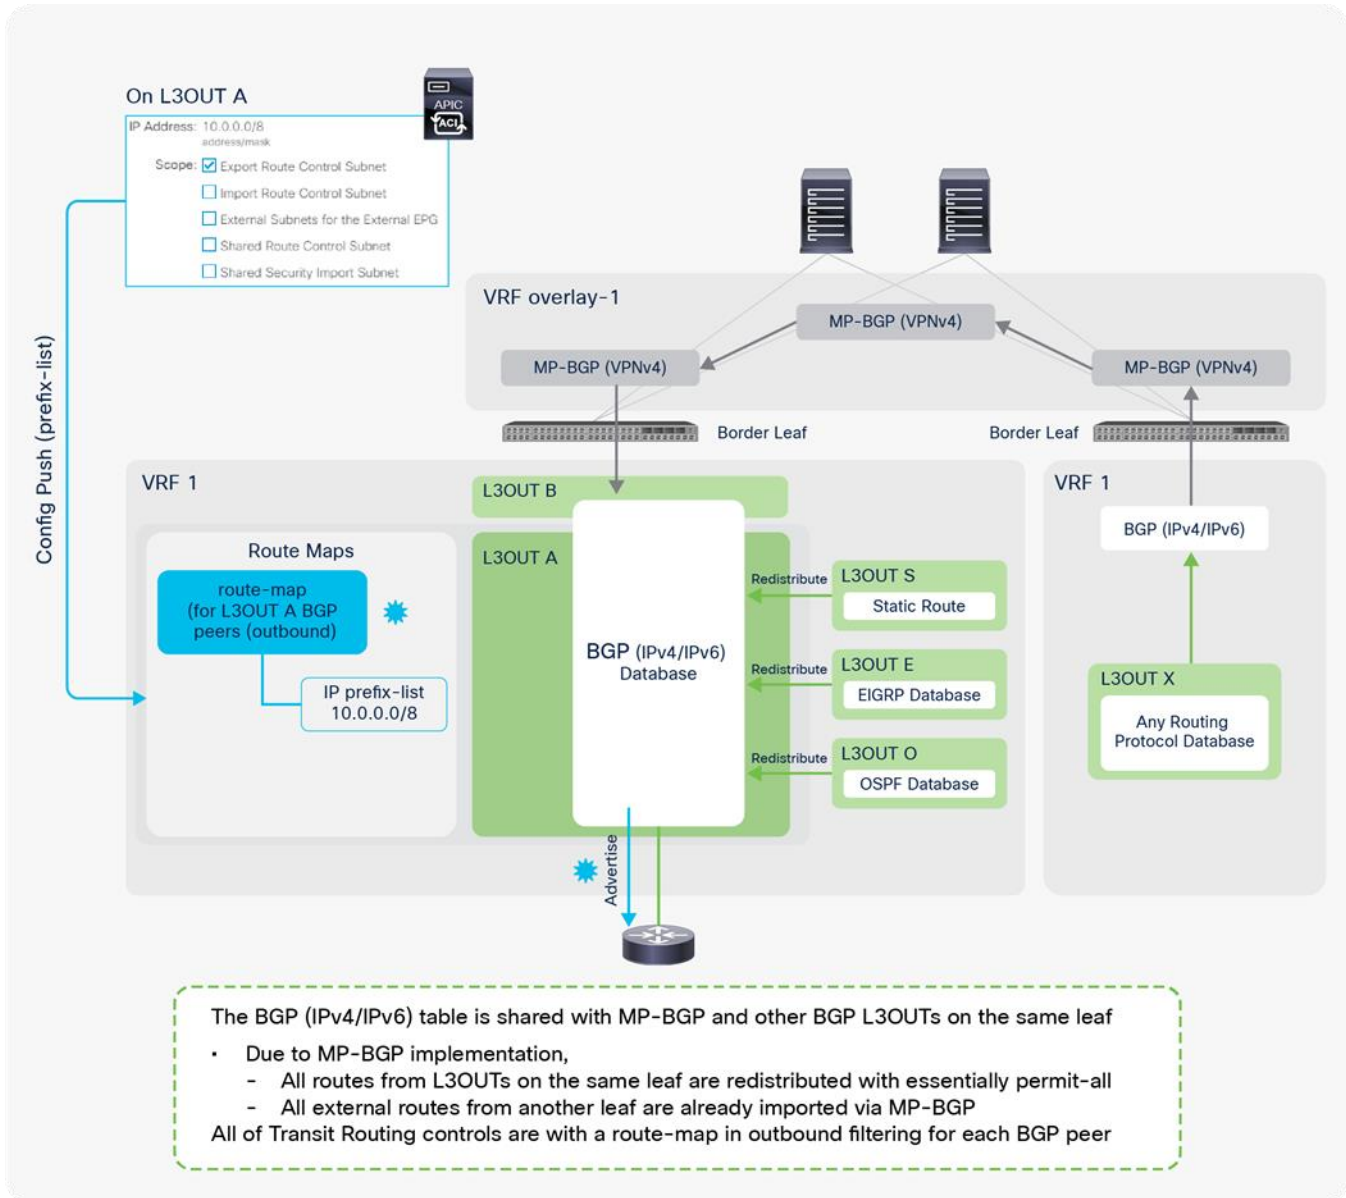 On L3OUT A
APIC
ACI
IP Address: 10.0.0.0/8
address/mask
Scope: Export Route Control Subnet
Import Route Control Subnet
External Subnets for the External EPG
Shared Route Control Subnet
Shared Security Import Subnet
Config Push (prefix-list)
VRF overlay-1
MP-BGP (VPNv4)
MP-BGP (VPNv4)
MP-BGP (VPNv4)
Border Leaf
Border Leaf
VRF 1
Route Maps
route-map
(for L3OUT A BGP
peers (outbound)
IP prefix-list
10.0.0.0/8
L3OUT B
L3OUT A
BGP (IPv4/IPv6)
Database
Redistribute
L3OUT S
Static Route
Redistribute
L3OUT E
EIGRP Database
Redistribute
L3OUT O
OSPF Database
Advertise
VRF 1
BGP (IPv4/IPv6)
L3OUT X
Any Routing
Protocol Database
The BGP (IPv4/IPv6) table is shared with MP-BGP and other BGP L3OUTs on the same leaf
• Due to MP-BGP implementation,
- All routes from L3OUTs on the same leaf are redistributed with essentially permit-all
- All external routes from another leaf are already imported via MP-BGP
All of Transit Routing controls are with a route-map in outbound filtering for each BGP peer